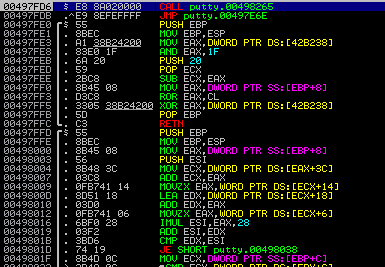 00497FD6 $ E8 8A020000 CALL putty.00498265
00497FDB .^E9 8EFEFFFF JMP putty.00497E6E
00497FE0 $ 55 PUSH EBP
00497FE1 . 8BEC MOV EBP,ESP
00497FE3 . A1 38B24200 MOV EAX,DWORD PTR DS:[42B238]
00497FE8 . 83E0 1F AND EAX,1F
00497FEB . 6A 20 PUSH 20
00497FED . 59 POP ECX
00497FEE . 2BC8 SUB ECX,EAX
00497FF0 . 8B45 08 MOV EAX,DWORD PTR SS:[EBP+8]
00497FF3 . D3C8 ROR EAX,CL
00497FF5 . 3305 38B24200 XOR EAX,DWORD PTR DS:[42B238]
00497FFB . 5D POP EBP
00497FFC . C3 RETN
00497FFD $ 55 PUSH EBP
00497FFE . 8BEC MOV EBP,ESP
00498000 . 8B45 08 MOV EAX,DWORD PTR SS:[EBP+8]
00498003 . 56 PUSH ESI
00498004 . 8B48 3C MOV ECX,DWORD PTR DS:[EAX+3C]
00498007 . 03C8 ADD ECX,EAX
00498009 . 0FB741 14 MOVZX EAX,WORD PTR DS:[ECX+14]
0049800D . 8D51 18 LEA EDX,DWORD PTR DS:[ECX+18]
00498010 . 03D0 ADD EDX,EAX
00498012 . 0FB741 06 MOVZX EAX,WORD PTR DS:[ECX+6]
00498016 . 6BF0 28 IMUL ESI,EAX,28
00498019 . 03F2 ADD ESI,EDX
0049801B . 3BD6 CMP EDX,ESI
0049801D . 74 19 JE SHORT putty.00498038
0049801F . 8B4D 0C MOV ECX,DWORD PTR SS:[EBP+C]